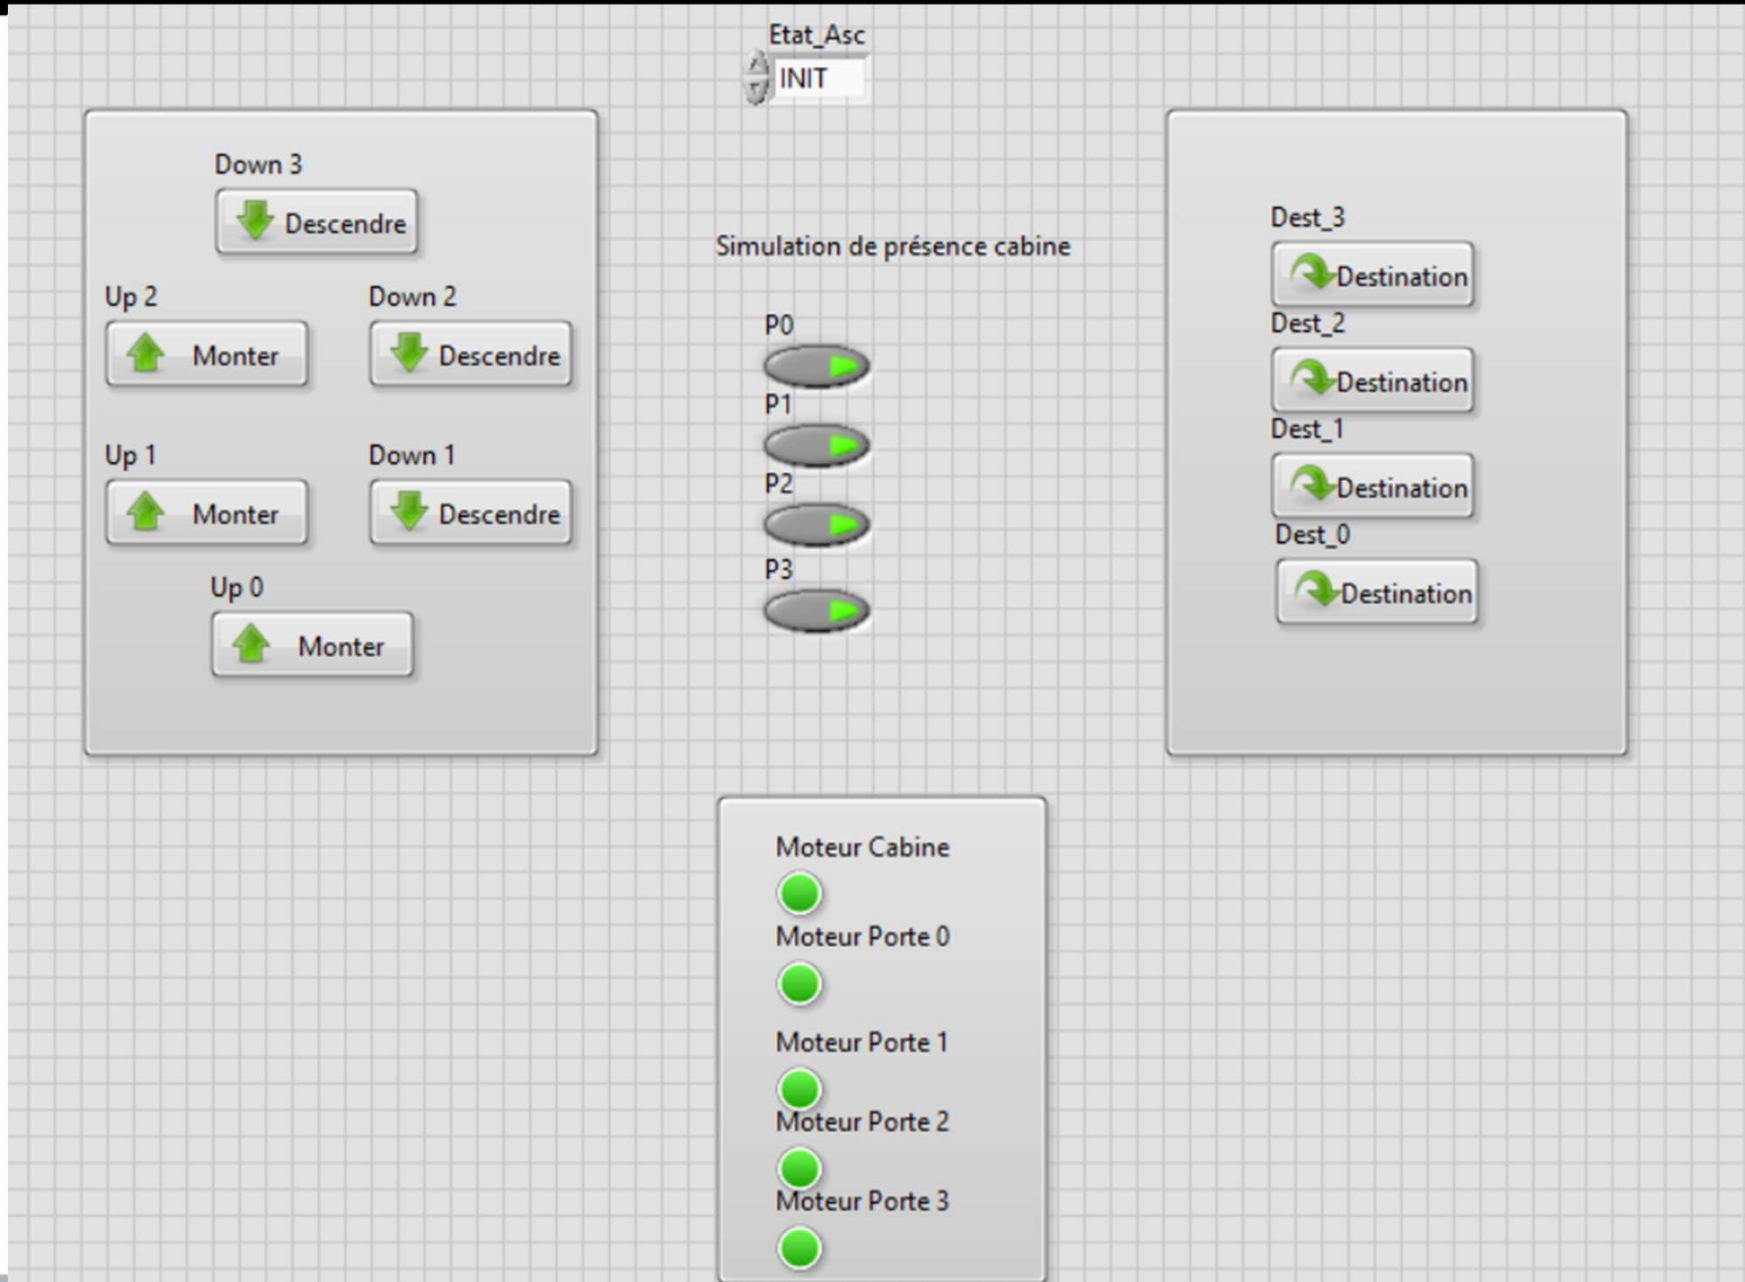 Etat_Asc
INIT
Down 3
Descendre
Up 2
Down 2
Monter
Descendre
Up 1
Down 1
Monter
Descendre
Up 0
Monter
Simulation de présence cabine
P0
P1
P2
P3
Dest_3
Destination
Dest_2
Destination
Dest_1
Destination
Dest_0
Destination
Moteur Cabine
Moteur Porte 0
Moteur Porte 1
Moteur Porte 2
Moteur Porte 3